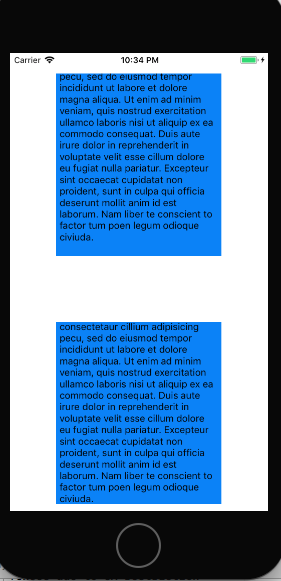 Carrier 10:34 PM
pecu, sed do eiusmod tempor
incididunt ut labore et dolore
magna aliqua. Ut enim ad minim
veniam, quis nostrud exercitation
ullamco laboris nisi ut aliquip ex ea
commodo consequat. Duis aute
irure dolor in reprehenderit in
voluptate velit esse cillum dolore
eu fugiat nulla pariatur. Excepteur
sint occaecat cupidatat non
proident, sunt in culpa qui officia
deserunt mollit anim id est
laborum. Nam liber te conscient to
factor tum poen legum odioque
civiuda.
consectetaur cillium adipisicing
pecu, sed do eiusmod tempor
incididunt ut labore et dolore
magna aliqua. Ut enim ad minim
veniam, quis nostrud exercitation
ullamco laboris nisi ut aliquip ex ea
commodo consequat. Duis aute
irure dolor in reprehenderit in
voluptate velit esse cillum dolore
eu fugiat nulla pariatur. Excepteur
sint occaecat cupidatat non
proident, sunt in culpa qui officia
deserunt mollit anim id est
laborum. Nam liber te conscient to
factor tum poen legum odioque
civiuda.